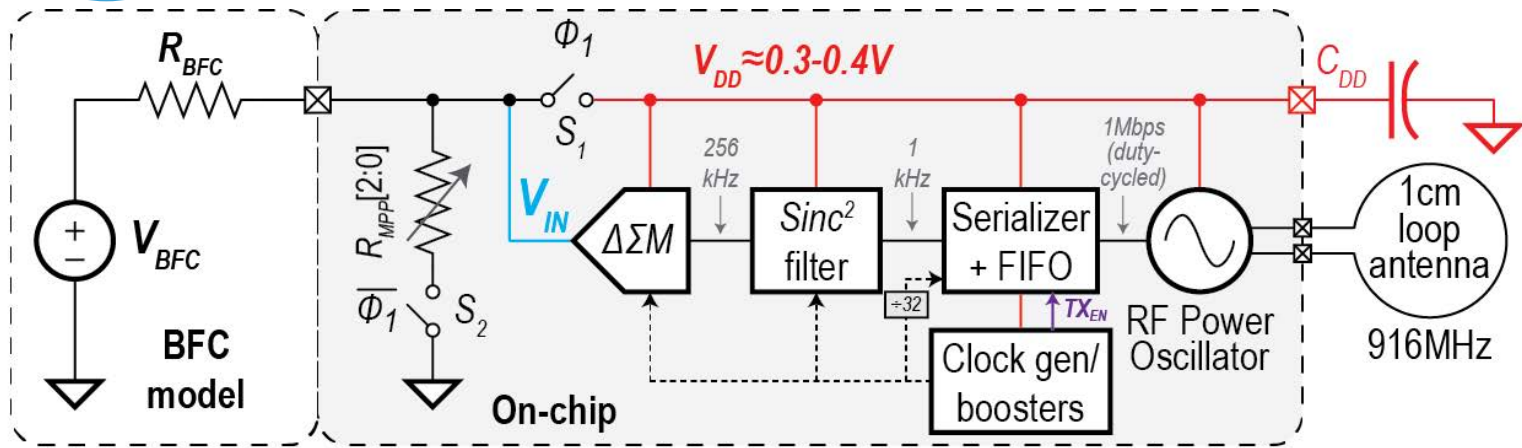 R_BFC
V_BFC
BFC
model
Φ1
S1
V_DD≈0.3-0.4V
C_DD
R_MPP[2:0]
Φ1
S2
V_IN
ΔΣM
256
kHz
Sinc²
filter
1
kHz
Serializer
+ FIFO
1Mbps
(duty-
cycled)
÷32
TX_EN
Clock gen/
boosters
RF Power
Oscillator
1cm
loop
antenna
916MHz
On-chip